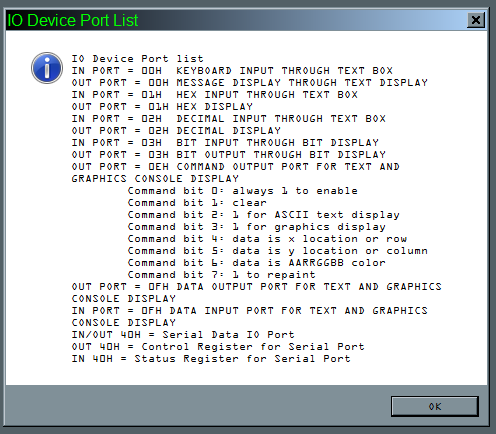 IO Device Port List
IO Device Port list
IN PORT = 00H  KEYBOARD INPUT THROUGH TEXT BOX
OUT PORT = 00H MESSAGE DISPLAY THROUGH TEXT DISPLAY
IN PORT = 01H  HEX INPUT THROUGH TEXT BOX
OUT PORT = 01H HEX DISPLAY
IN PORT = 02H  DECIMAL INPUT THROUGH TEXT BOX
OUT PORT = 02H DECIMAL DISPLAY
IN PORT = 03H  BIT INPUT THROUGH BIT DISPLAY
OUT PORT = 03H BIT OUTPUT THROUGH BIT DISPLAY
OUT PORT = 0EH COMMAND OUTPUT PORT FOR TEXT AND
GRAPHICS CONSOLE DISPLAY
Command bit 0: always 1 to enable
Command bit 1: clear
Command bit 2: 1 for ASCII text display
Command bit 3: 1 for graphics display
Command bit 4: data is x location or row
Command bit 5: data is y location or column
Command bit 6: data is AARRGGBB color
Command bit 7: 1 to repaint
OUT PORT = 0FH DATA OUTPUT PORT FOR TEXT AND GRAPHICS
CONSOLE DISPLAY
IN PORT = 0FH DATA INPUT PORT FOR TEXT AND GRAPHICS
CONSOLE DISPLAY
IN/OUT 40H = Serial Data IO Port
OUT 40H = Control Register for Serial Port
IN 40H = Status Register for Serial Port
OK